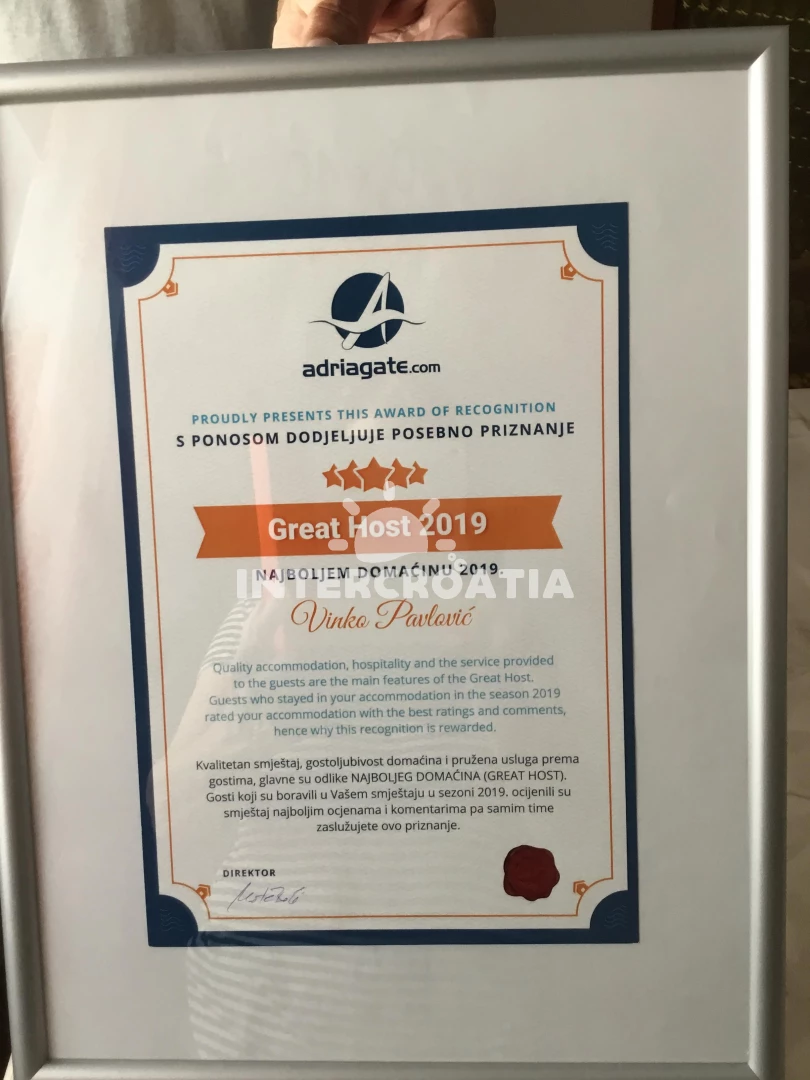 adriagate.com
PROUDLY PRESENTS THIS AWARD OF RECOGNITION
S PONOSOM DODJELJUJE POSEBNO PRIZNANJE
Great Host 2019
NAJBOLJEM DOMAĆINU 2019.
INTERCROATIA
Vinko Pavlović
Quality accommodation, hospitality and the service provided
to the guests are the main features of the Great Host.
Guests who stayed in your accommodation in the season 2019
rated your accommodation with the best ratings and comments,
hence why this recognition is rewarded.
Kvalitetan smještaj, gostoljubivost domaćina i pružena usluga prema
gostima, glavne su odlike NAJBOLJEG DOMAĆINA (GREAT HOST).
Gosti koji su boravili u Vašem smještaju u sezoni 2019. ocijenili su
smještaj najboljim ocjenama i komentarima pa samim time
zaslužujete ovo priznanje.
DIREKTOR